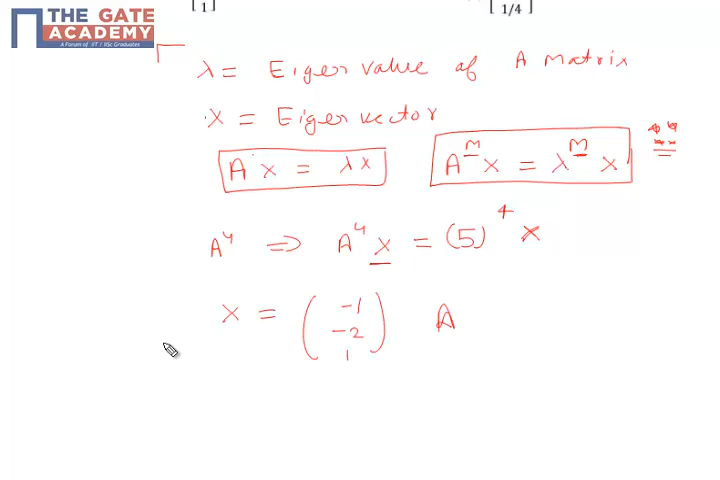 [1]
[1/4]
THE GATE
ACADEMY
A Forum of IIT / IISc Graduates
λ = Eigen value of A matrix
X = Eigen vector
A X = λ X
A^m X = λ^m X
A^4 ⇒ A^4 X = (5)^4 X
X = ( -1
-2
1 ) A